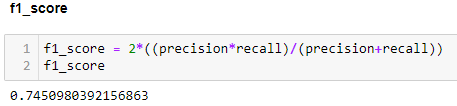 f1_score
1 f1_score = 2*((precision*recall)/(precision+recall))
2 f1_score
0.7450980392156863